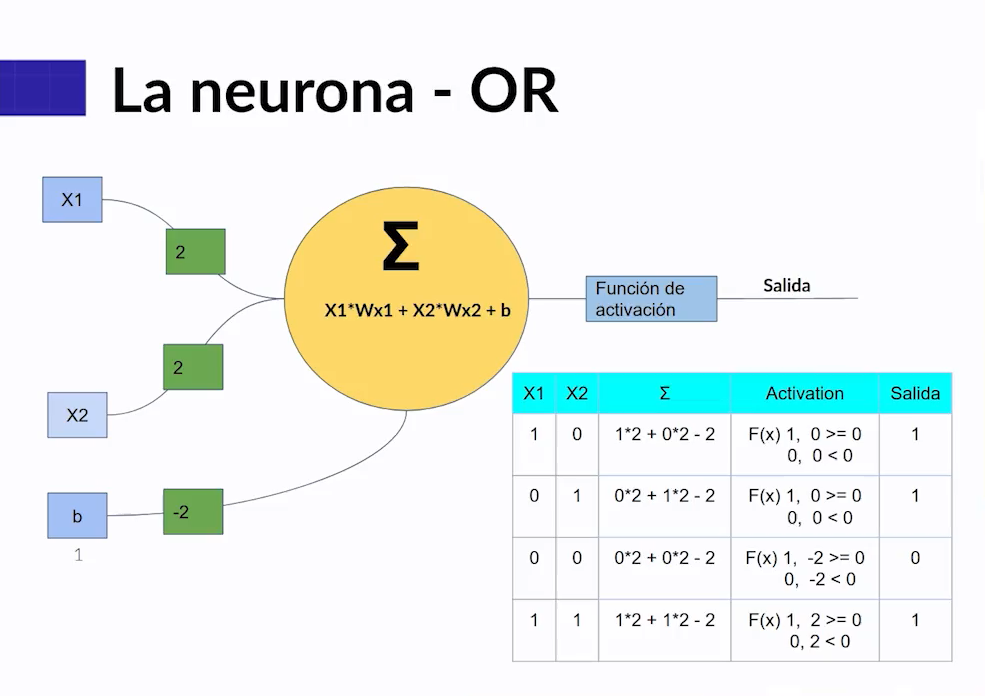 La neurona - OR
X1
2
Σ
X1*Wx1 + X2*Wx2 + b
Función de
activación
Salida
2
X2
b
1
-2
X1 X2 Σ Activation Salida
1 0 1*2 + 0*2 - 2 F(x) 1, 0 >= 0 1
0, 0 < 0
0 1 0*2 + 1*2 - 2 F(x) 1, 0 >= 0 1
0, 0 < 0
0 0 0*2 + 0*2 - 2 F(x) 1, -2 >= 0 0
0, -2 < 0
1 1 1*2 + 1*2 - 2 F(x) 1, 2 >= 0 1
0, 2 < 0